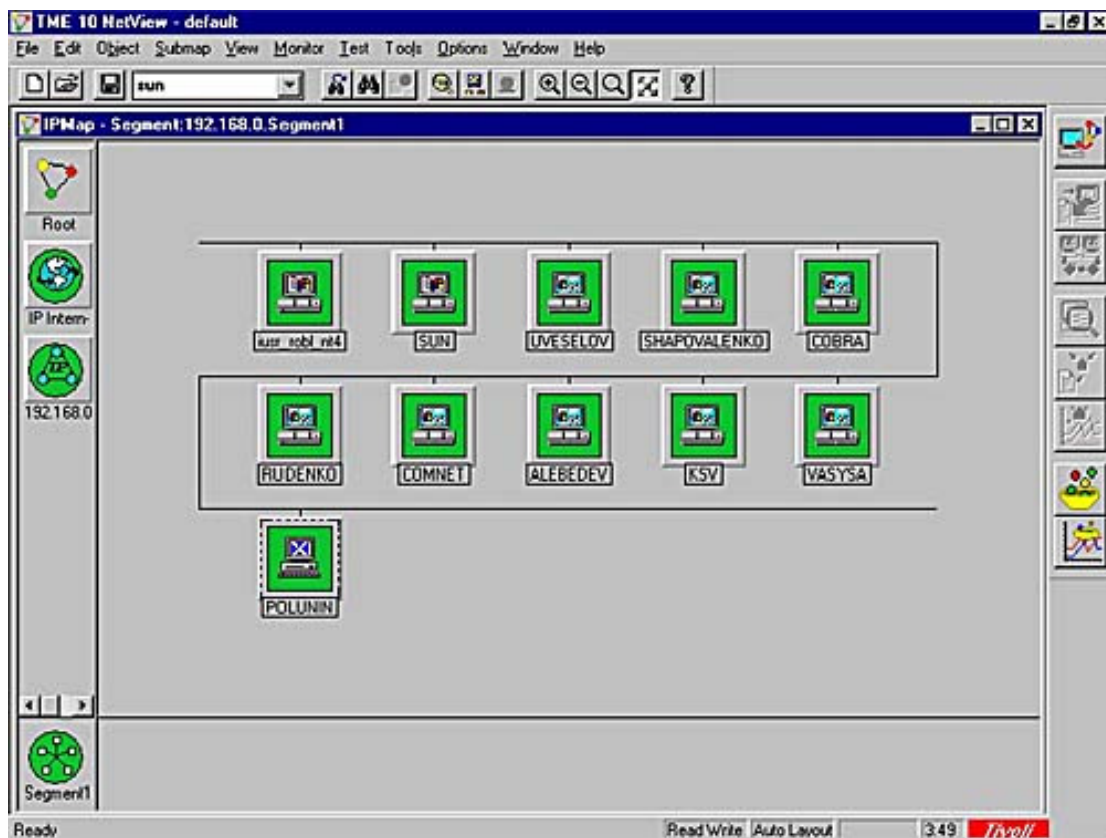 TME 10 NetView - default
File Edit Object Submap View Monitor Test Tools Options Window Help
sun
IPMap - Segment:192.168.0.Segment1
Root
IP Intern-
192.168.0
iusr_robl_nt4 SUN UVESELOV SHAPOVALENKO COBRA
RUDENKO COMNET ALEBEDEV KSV VASYSA
POLUNIN
Segment1
Ready Read Write Auto Layout 3:49 Tivoli